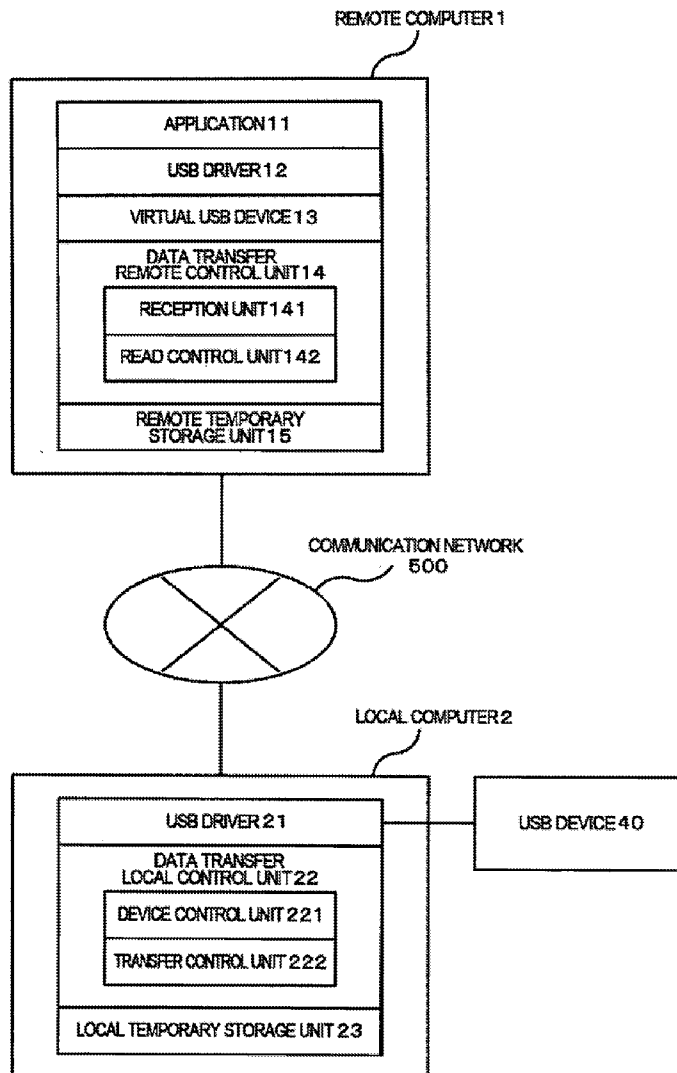 REMOTE COMPUTER 1
APPLICATION 11
USB DRIVER 12
VIRTUAL USB DEVICE 13
DATA TRANSFER
REMOTE CONTROL UNIT 14
RECEPTION UNIT 141
READ CONTROL UNIT 142
REMOTE TEMPORARY
STORAGE UNIT 15
COMMUNICATION NETWORK
500
LOCAL COMPUTER 2
USB DRIVER 21
USB DEVICE 40
DATA TRANSFER
LOCAL CONTROL UNIT 22
DEVICE CONTROL UNIT 221
TRANSFER CONTROL UNIT 222
LOCAL TEMPORARY STORAGE UNIT 23